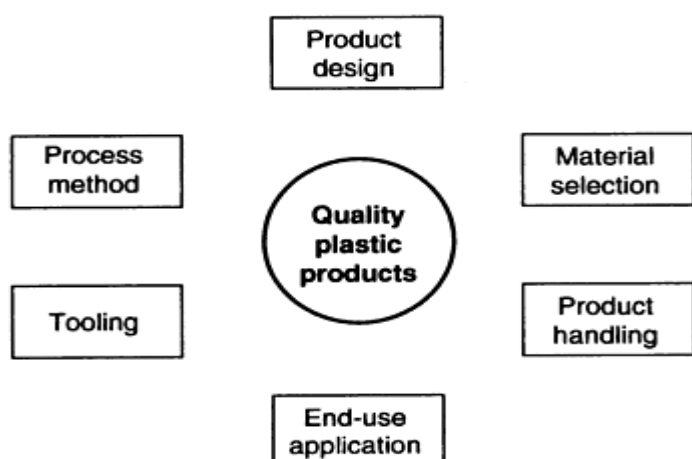 Product
design
Process
method
Material
selection
Quality
plastic
products
Tooling
Product
handling
End-use
application